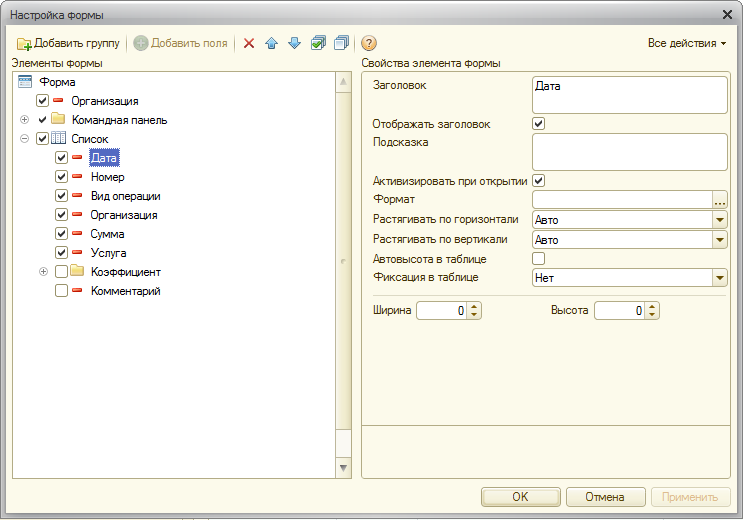 Настройка формы
Добавить группу
Добавить поля
Все действия
Элементы формы
Форма
Организация
Командная панель
Список
Дата
Номер
Вид операции
Организация
Сумма
Услуга
Коэффициент
Комментарий
Свойства элемента формы
Заголовок Дата
Отображать заголовок
Подсказка
Активизировать при открытии
Формат ...
Растягивать по горизонтали Авто
Растягивать по вертикали Авто
Автовысота в таблице
Фиксация в таблице Нет
Ширина 0 Высота 0
OK Отмена Применить